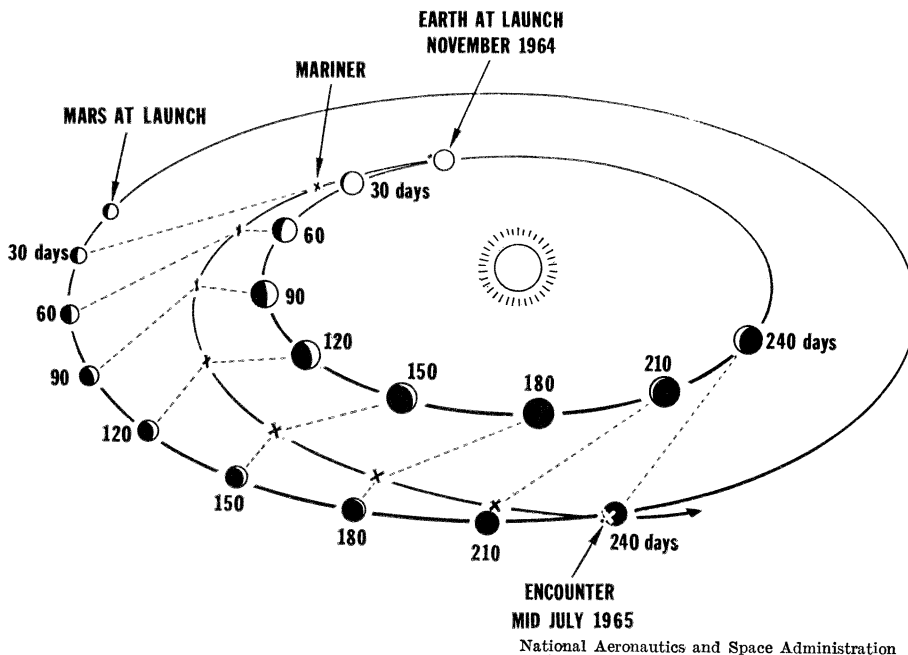 EARTH AT LAUNCH
NOVEMBER 1964
MARINER
MARS AT LAUNCH
30 days
60
90
120
150
180
210
240 days
30 days
60
90
120
150
180
210
240 days
ENCOUNTER
MID JULY 1965
National Aeronautics and Space Administration